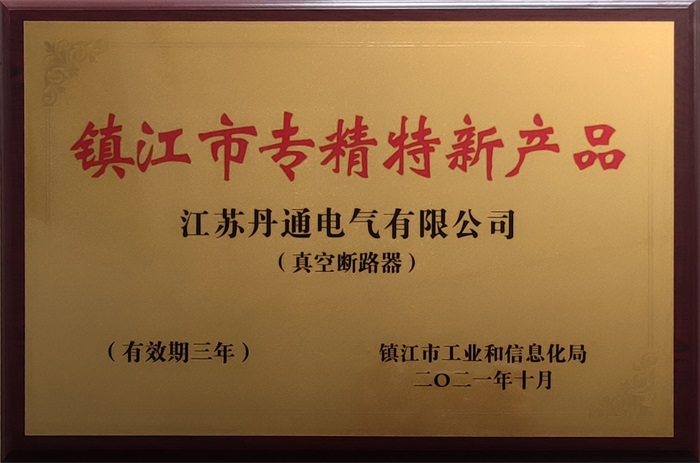 镇江市专精特新产品
江苏丹通电气有限公司
（真空断路器）
（有效期三年）
镇江市工业和信息化局
二〇二一年十月